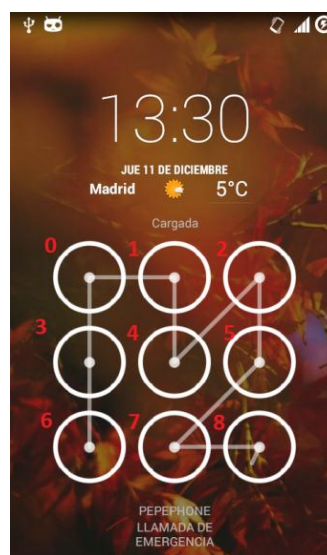 13:30
JUE 11 DE DICIEMBRE
Madrid 5°C
Cargada
0 1 2
3 4 5
6 7 8
PEPEPHONE
LLAMADA DE
EMERGENCIA